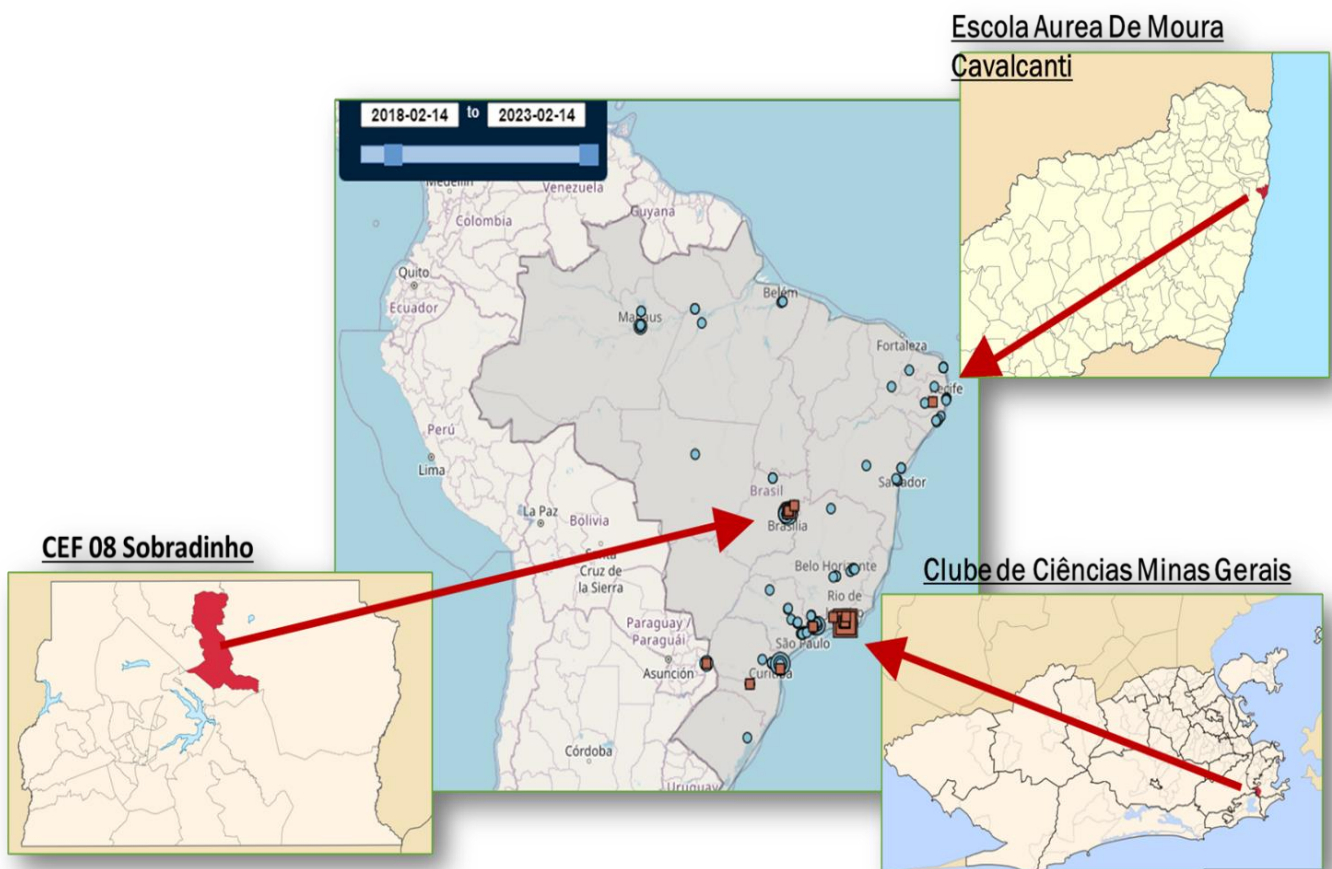 Escola Aurea De Moura
Cavalcanti
2018-02-14 to 2023-02-14
Medellín
Venezuela
Guyana
Colombia
Quito
Ecuador
Belém
Manaus
Fortaleza
Recife
Perú
Lima
Salvador
Brasil
La Paz
Brasília
Bolivia
CEF 08 Sobradinho
Santa
Cruz de
la Sierra
Belo Horizonte
Clube de Ciências Minas Gerais
Rio de
Paraguay /
Paraguái
São Paulo
Asunción
Curitiba
Córdoba
Uruguay